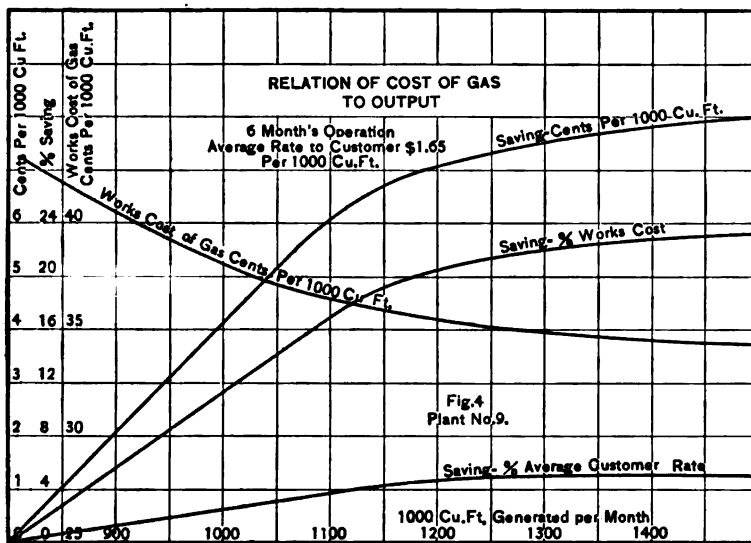 Cents Per 1000 Cu Ft.
% Saving
Works Cost of Gas
Cents Per 1000 Cu.Ft.
RELATION OF COST OF GAS
TO OUTPUT
6 Month's Operation
Average Rate to Customer $1.65
Per 1000 Cu.Ft.
Saving-Cents Per 1000 Cu.Ft.
Works Cost of Gas Cents Per 1000 Cu. Ft.
Saving-% Works Cost
6 24 40
5 20
4 16 35
3 12
2 8 30
1 4
0 0 25 900 1000 1100 1200 1300 1400
Fig.4
Plant No.9.
Saving-% Average Customer Rate
1000 Cu.Ft. Generated per Month